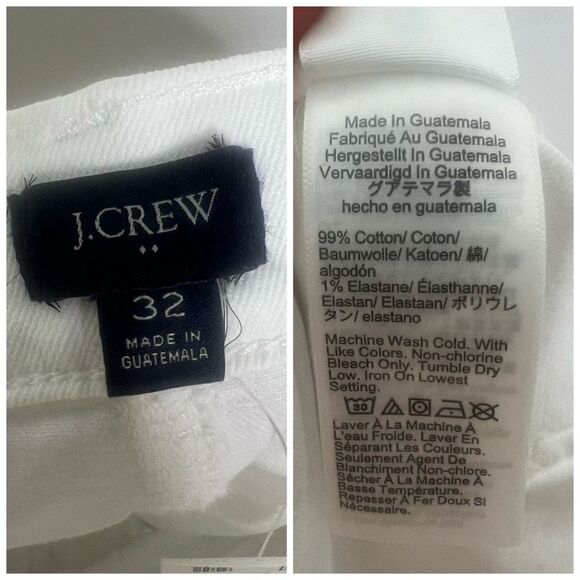 J.CREW
32
MADE IN
GUATEMALA
Made In Guatemala
Fabriqué Au Guatemala
Hergestellt In Guatemala
Vervaardigd In Guatemala
グアテマラ製
hecho en guatemala
99% Cotton/ Coton/
Baumwolle/ Katoen/ 綿/
algodón
1% Elastane/ Élasthanne/
Elastan/ Elastaan/ ポリウレ
タン/ elastano
Machine Wash Cold. With
Like Colors. Non-chlorine
Bleach Only. Tumble Dry
Low. Iron On Lowest
Setting.
30
Laver À La Machine À
L'eau Froide. Laver En
Séparant Les Couleurs.
Seulement Agent De
Blanchiment Non-chlore.
Sécher À La Machine À
Basse Température.
Repasser À Fer Doux Si
Nécessaire.